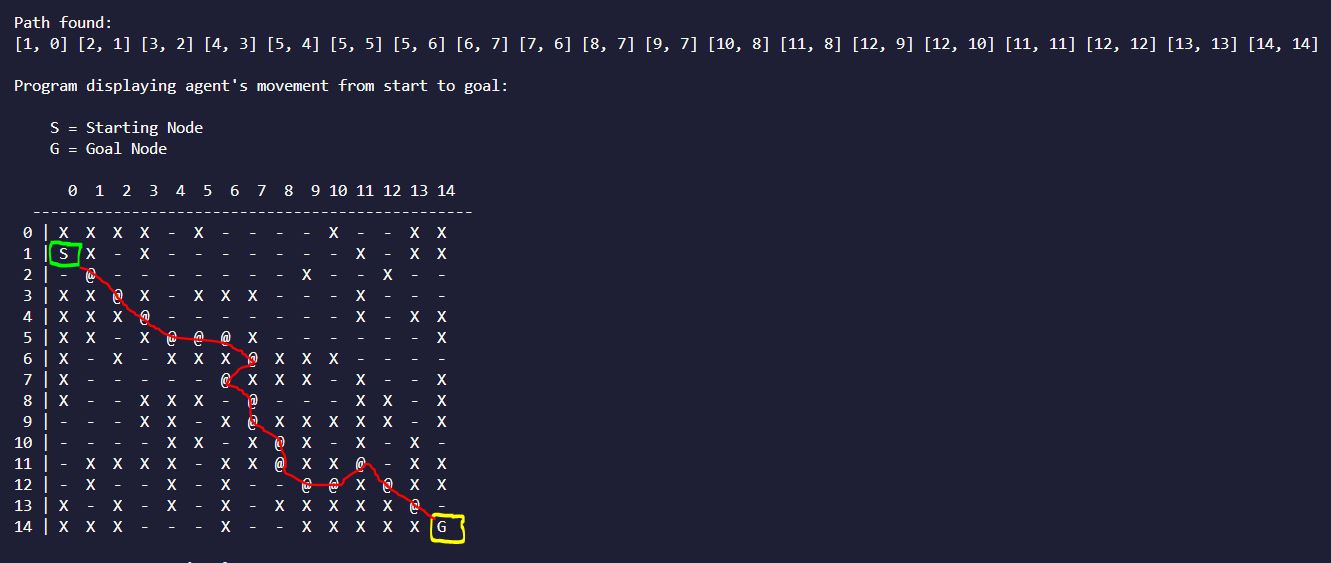 Path found:
[1, 0] [2, 1] [3, 2] [4, 3] [5, 4] [5, 5] [5, 6] [6, 7] [7, 6] [8, 7] [9, 7] [10, 8] [11, 8] [12, 9] [12, 10] [11, 11] [12, 12] [13, 13] [14, 14]
Program displaying agent's movement from start to goal:
S = Starting Node
G = Goal Node
0 1 2 3 4 5 6 7 8 9 10 11 12 13 14
-------------------------------------------------
0 | X X X X - X - - - - X - - X X
1 | S X - X - - - - - - - X - X X
2 | - @ - - - - - - - X - - X - -
3 | X X @ X - X X X - - - X - - -
4 | X X X @ - - - - - - - X - X X
5 | X X - X @ @ @ X - - - - - - X
6 | X - X - X X X @ X X X - - - -
7 | X - - - - - @ X X X - X - - X
8 | X - - X X X - @ - - - X X - X
9 | - - - X X - X @ X X X X X - X
10 | - - - - X X - X @ X - X - X -
11 | - X X X X - X X @ X X @ - X X
12 | - X - - X - X - - @ @ X @ X X
13 | X - X - X - X - X X X X X @ -
14 | X X X - - - X - - X X X X X G